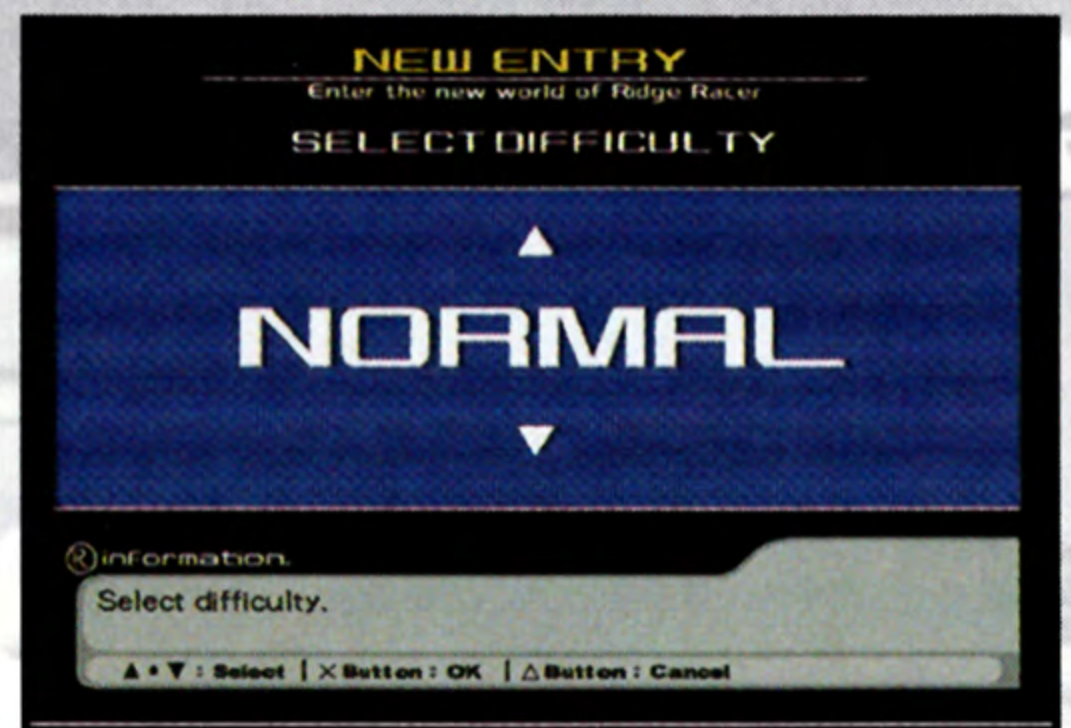 NEW ENTRY
Enter the new world of Ridge Racer
SELECT DIFFICULTY
▲
NORMAL
▼
Ⓡinformation.
Select difficulty.
▲•▼ : Select | ✕Button : OK | △Button : Cancel